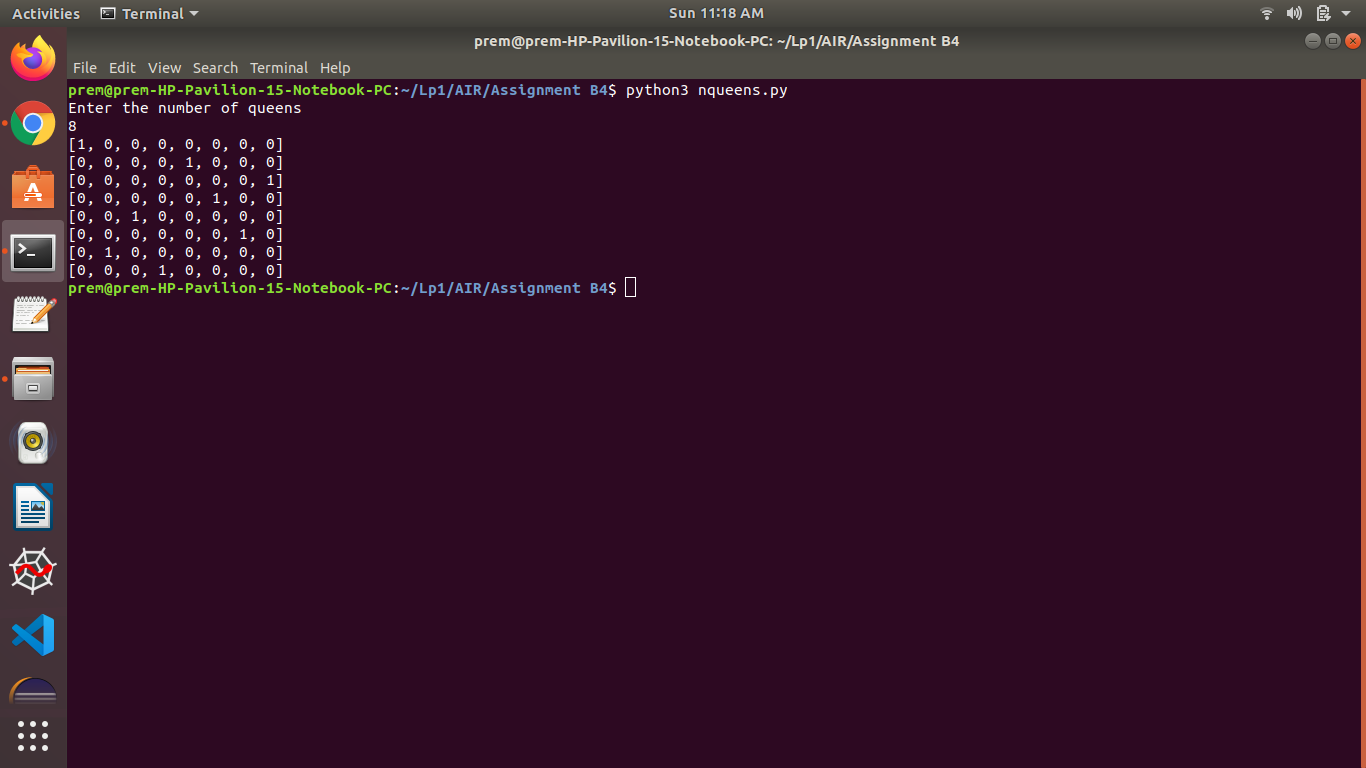 Activities Terminal Sun 11:18 AM
prem@prem-HP-Pavilion-15-Notebook-PC: ~/Lp1/AIR/Assignment B4
File Edit View Search Terminal Help
prem@prem-HP-Pavilion-15-Notebook-PC:~/Lp1/AIR/Assignment B4$ python3 nqueens.py
Enter the number of queens
8
[1, 0, 0, 0, 0, 0, 0, 0]
[0, 0, 0, 0, 1, 0, 0, 0]
[0, 0, 0, 0, 0, 0, 0, 1]
[0, 0, 0, 0, 0, 1, 0, 0]
[0, 0, 1, 0, 0, 0, 0, 0]
[0, 0, 0, 0, 0, 0, 1, 0]
[0, 1, 0, 0, 0, 0, 0, 0]
[0, 0, 0, 1, 0, 0, 0, 0]
prem@prem-HP-Pavilion-15-Notebook-PC:~/Lp1/AIR/Assignment B4$